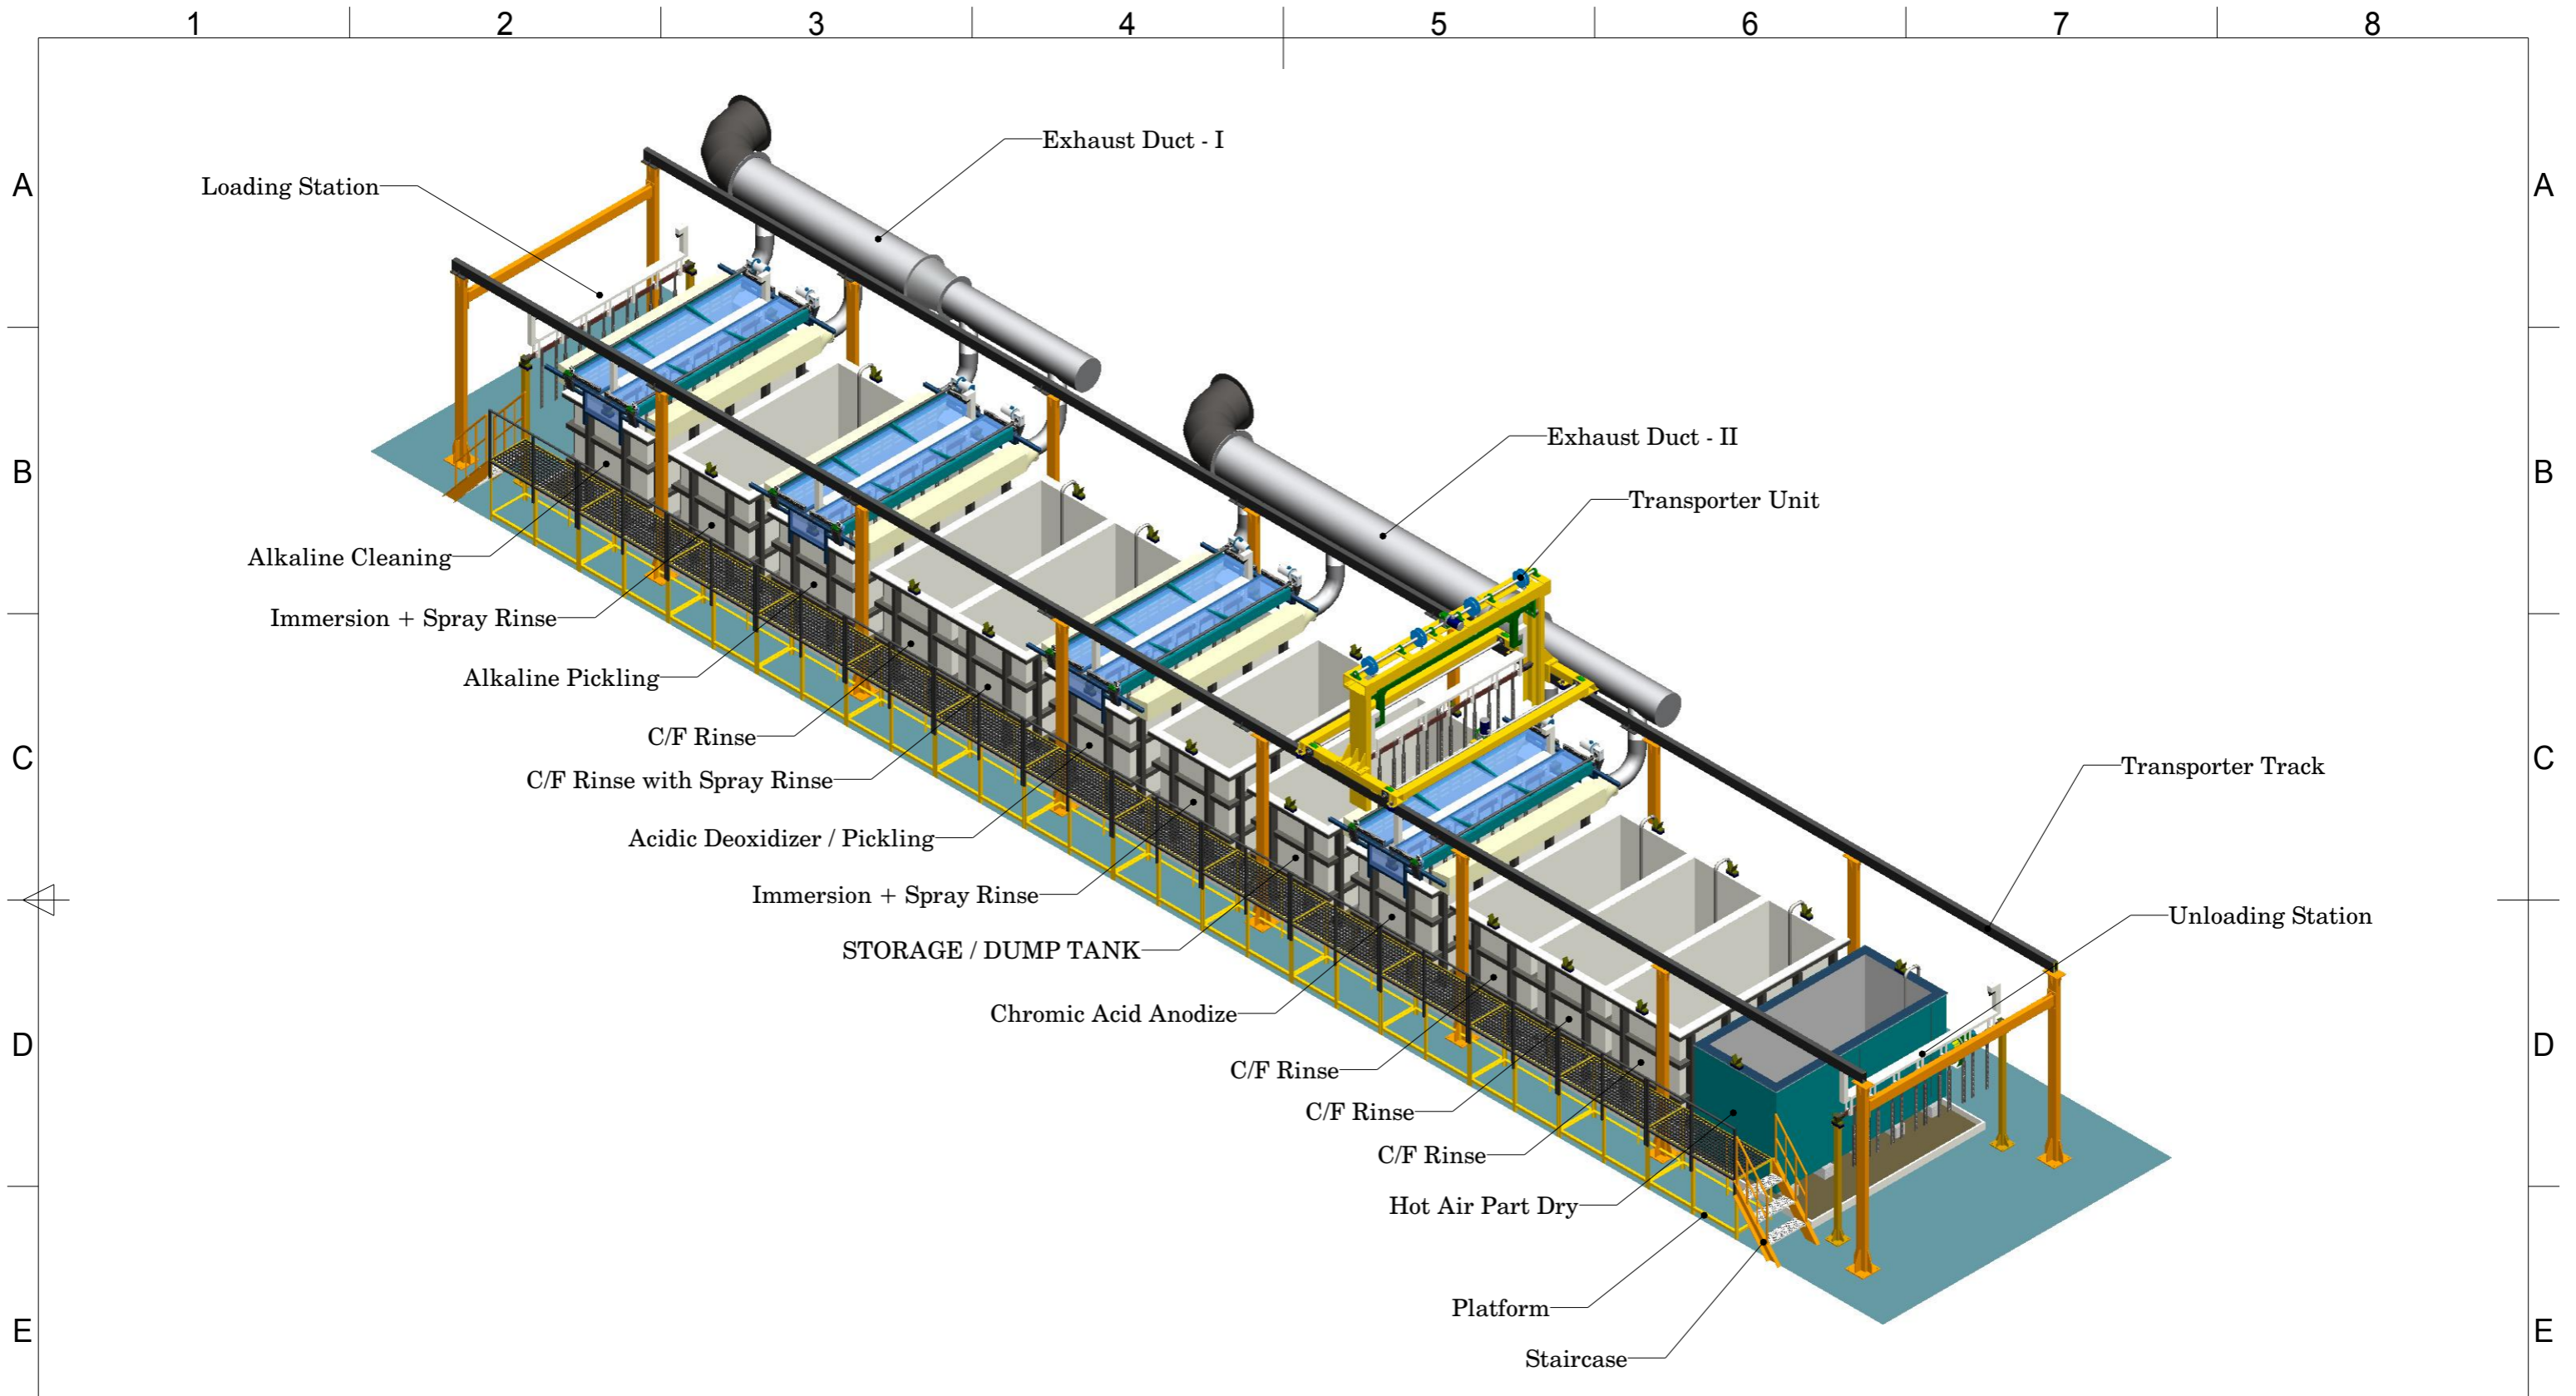 1 2 3 4 5 6 7 8
Exhaust Duct - I
A Loading Station A
Exhaust Duct - II
B B
Transporter Unit
Alkaline Cleaning
Immersion + Spray Rinse
Alkaline Pickling
C/F Rinse
C C
Transporter Track
C/F Rinse with Spray Rinse
Acidic Deoxidizer / Pickling
Immersion + Spray Rinse
Unloading Station
STORAGE / DUMP TANK
Chromic Acid Anodize
D D
C/F Rinse
C/F Rinse
C/F Rinse
Hot Air Part Dry
Platform
E E
Staircase